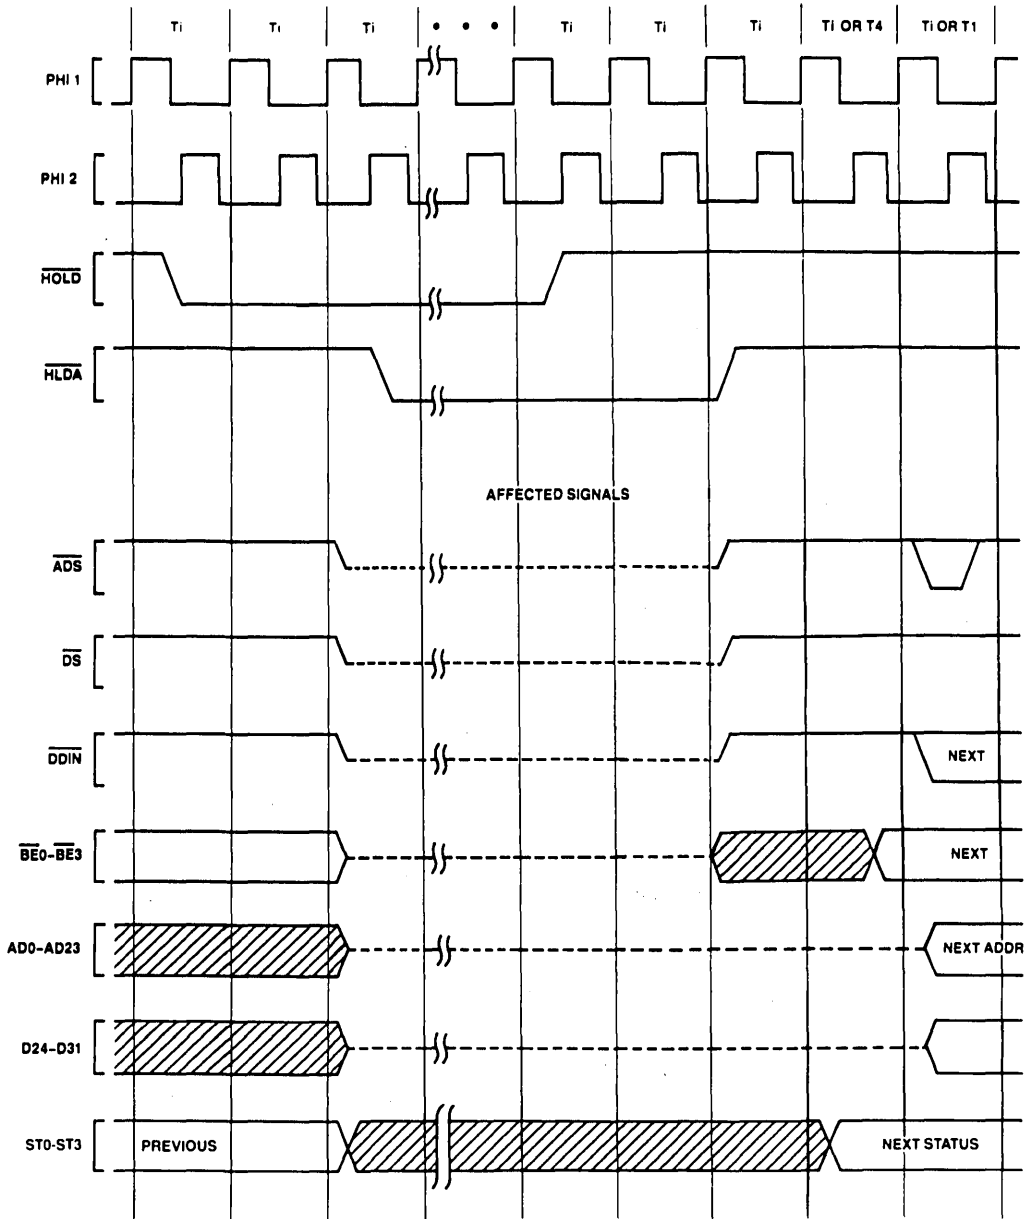 Ti Ti Ti • • • Ti Ti Ti Ti OR T4 Ti OR T1
PHI 1
PHI 2
HOLD
HLDA
AFFECTED SIGNALS
ADS
DS
DDIN NEXT
BE0-BE3 NEXT
AD0-AD23 NEXT ADDR
D24-D31
ST0-ST3 PREVIOUS NEXT STATUS